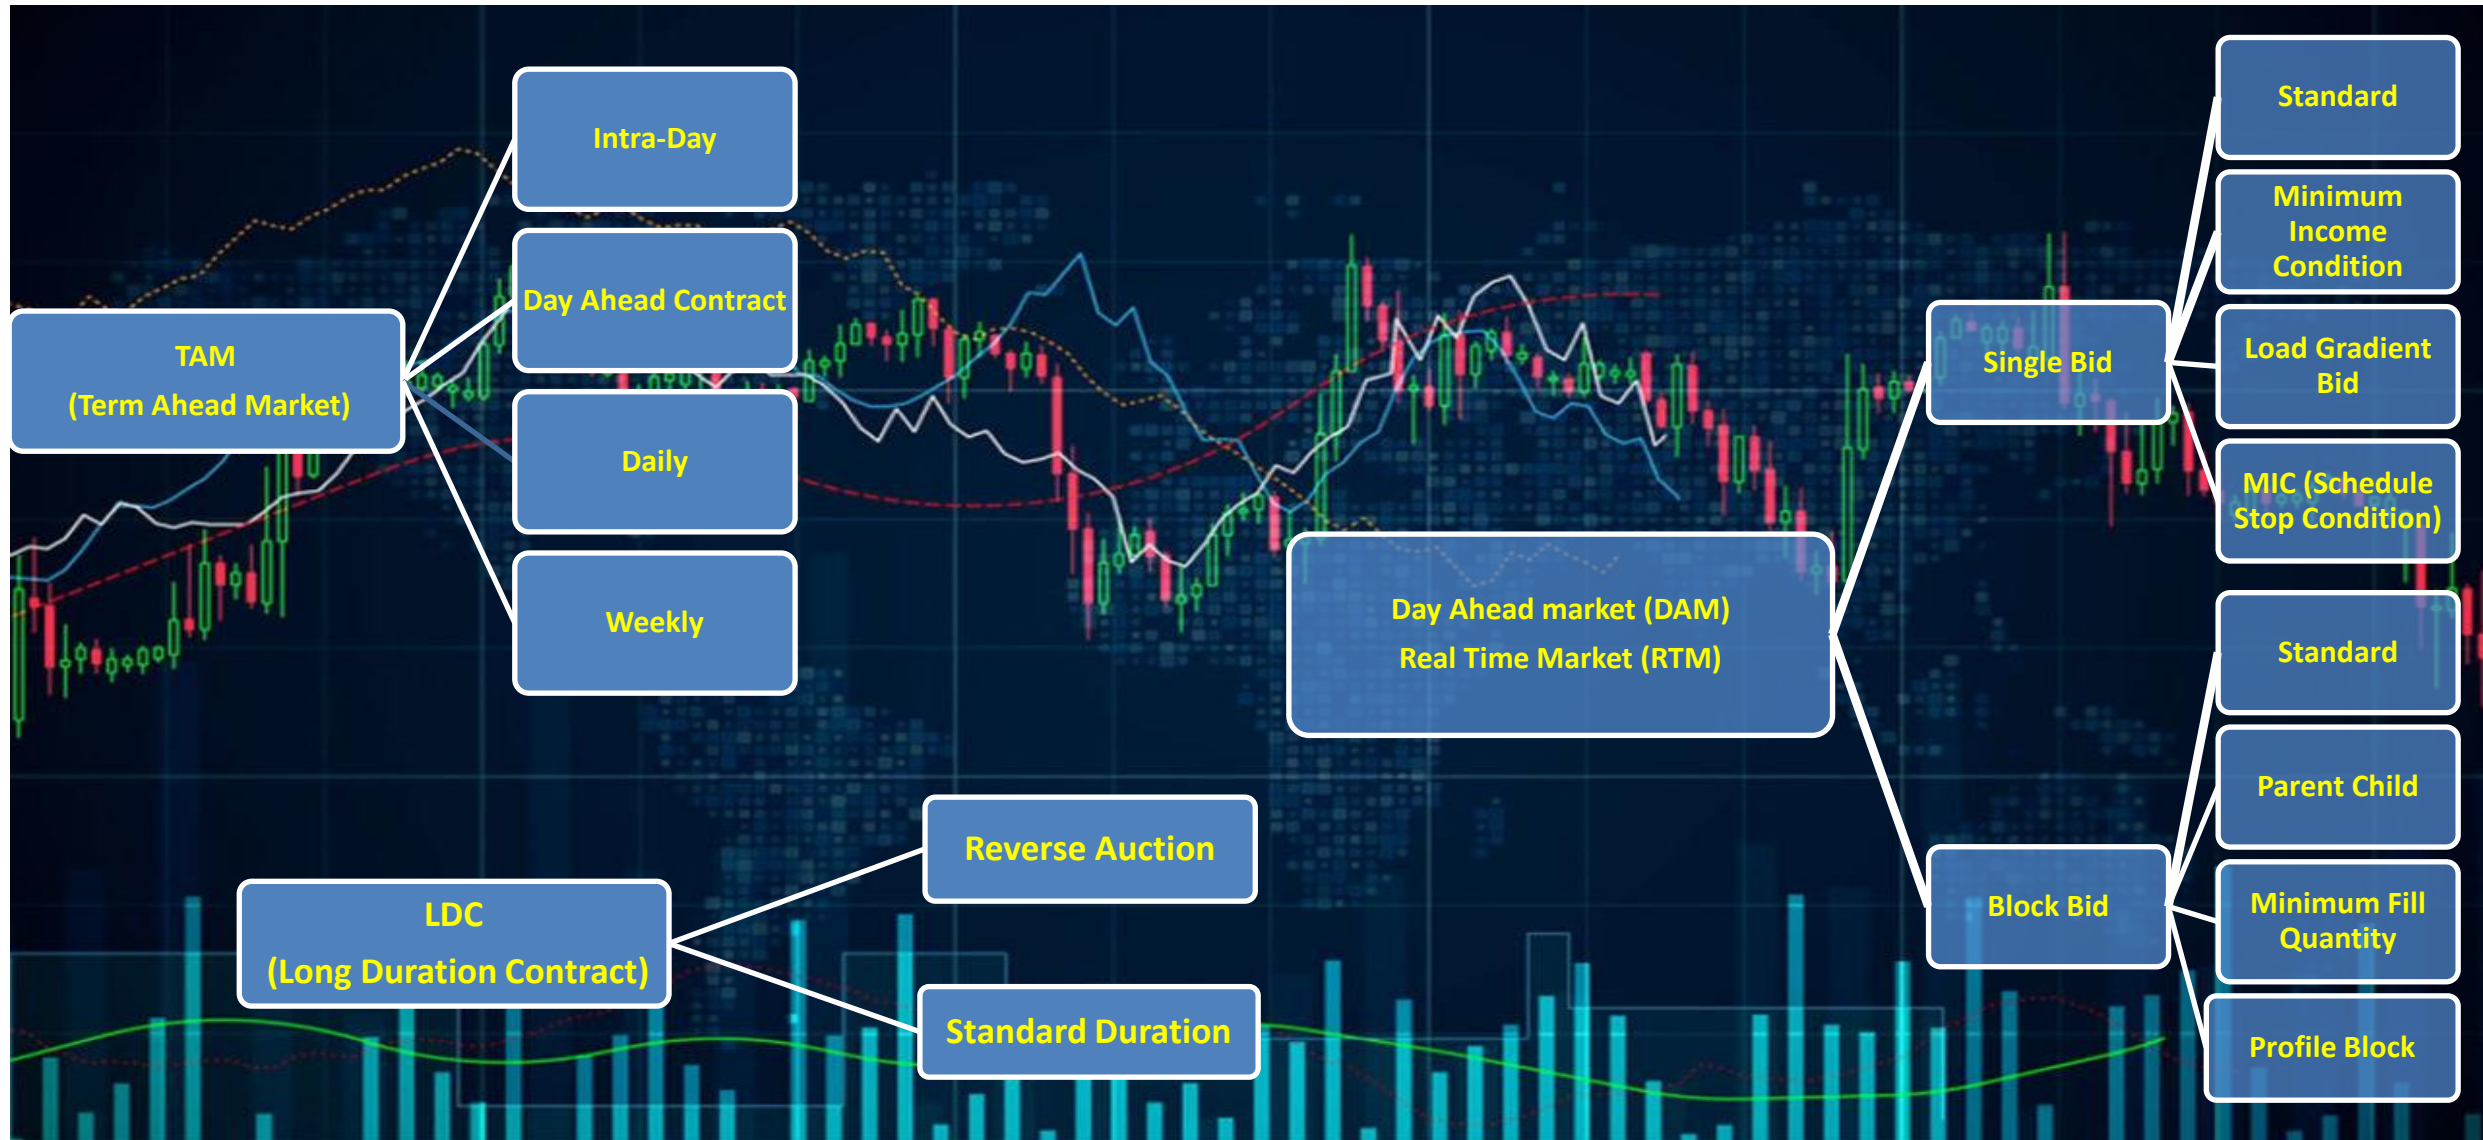 TAM
(Term Ahead Market)
Intra-Day
Day Ahead Contract
Daily
Weekly
LDC
(Long Duration Contract)
Reverse Auction
Standard Duration
Day Ahead market (DAM)
Real Time Market (RTM)
Single Bid
Standard
Minimum
Income
Condition
Load Gradient
Bid
MIC (Schedule
Stop Condition)
Block Bid
Standard
Parent Child
Minimum Fill
Quantity
Profile Block